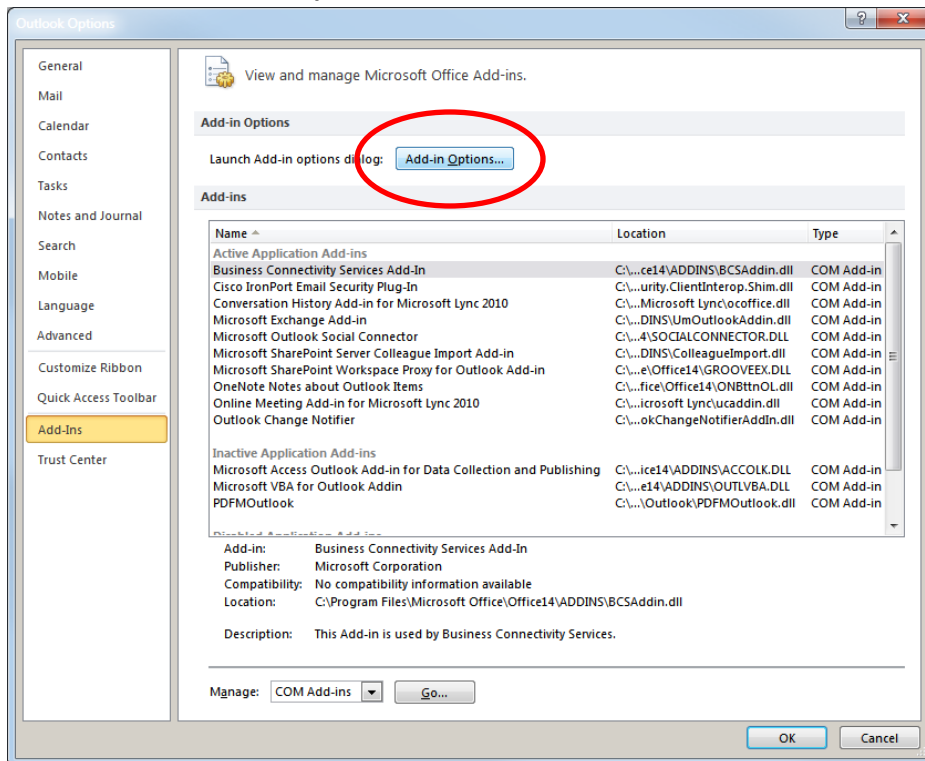 Outlook Options
General
Mail
Calendar
Contacts
Tasks
Notes and Journal
Search
Mobile
Language
Advanced
Customize Ribbon
Quick Access Toolbar
Add-Ins
Trust Center
View and manage Microsoft Office Add-ins.
Add-in Options
Launch Add-in options dialog: Add-in Options...
Add-ins
Name Location Type
Active Application Add-ins
Business Connectivity Services Add-In C:\...ce14\ADDINS\BCSAddin.dll COM Add-in
Cisco IronPort Email Security Plug-In C:\...urity.ClientInterop.Shim.dll COM Add-in
Conversation History Add-in for Microsoft Lync 2010 C:\...Microsoft Lync\ocoffice.dll COM Add-in
Microsoft Exchange Add-in C:\...DINS\UmOutlookAddin.dll COM Add-in
Microsoft Outlook Social Connector C:\...4\SOCIALCONNECTOR.DLL COM Add-in
Microsoft SharePoint Server Colleague Import Add-in C:\...DINS\ColleagueImport.dll COM Add-in
Microsoft SharePoint Workspace Proxy for Outlook Add-in C:\...e\Office14\GROOVEEX.DLL COM Add-in
OneNote Notes about Outlook Items C:\...fice\Office14\ONBttnOL.dll COM Add-in
Online Meeting Add-in for Microsoft Lync 2010 C:\...icrosoft Lync\ucaddin.dll COM Add-in
Outlook Change Notifier C:\...okChangeNotifierAddIn.dll COM Add-in
Inactive Application Add-ins
Microsoft Access Outlook Add-in for Data Collection and Publishing C:\...ice14\ADDINS\ACCOLK.DLL COM Add-in
Microsoft VBA for Outlook Addin C:\...e14\ADDINS\OUTLVBA.DLL COM Add-in
PDFMOutlook C:\...\Outlook\PDFMOutlook.dll COM Add-in
Disabled Application Add-ins
Add-in: Business Connectivity Services Add-In
Publisher: Microsoft Corporation
Compatibility: No compatibility information available
Location: C:\Program Files\Microsoft Office\Office14\ADDINS\BCSAddin.dll
Description: This Add-in is used by Business Connectivity Services.
Manage: COM Add-ins Go...
OK Cancel